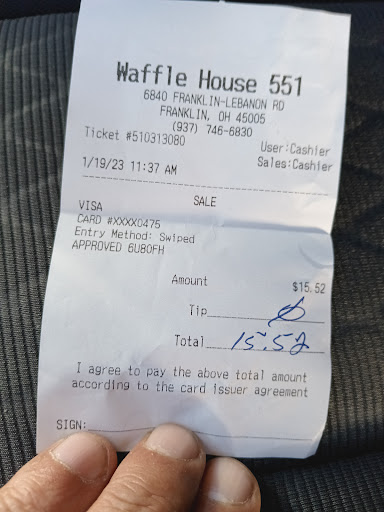 Waffle House 551
6840 FRANKLIN-LEBANON RD
FRANKLIN, OH 45005
(937) 746-6830
Ticket #510313080
User:Cashier
1/19/23 11:37 AM
Sales:Cashier
SALE
VISA
CARD #XXXX0475
Entry Method: Swiped
APPROVED 6U80FH
Amount $15.52
Tip ∅
Total 15.52
I agree to pay the above total amount
according to the card issuer agreement
SIGN: